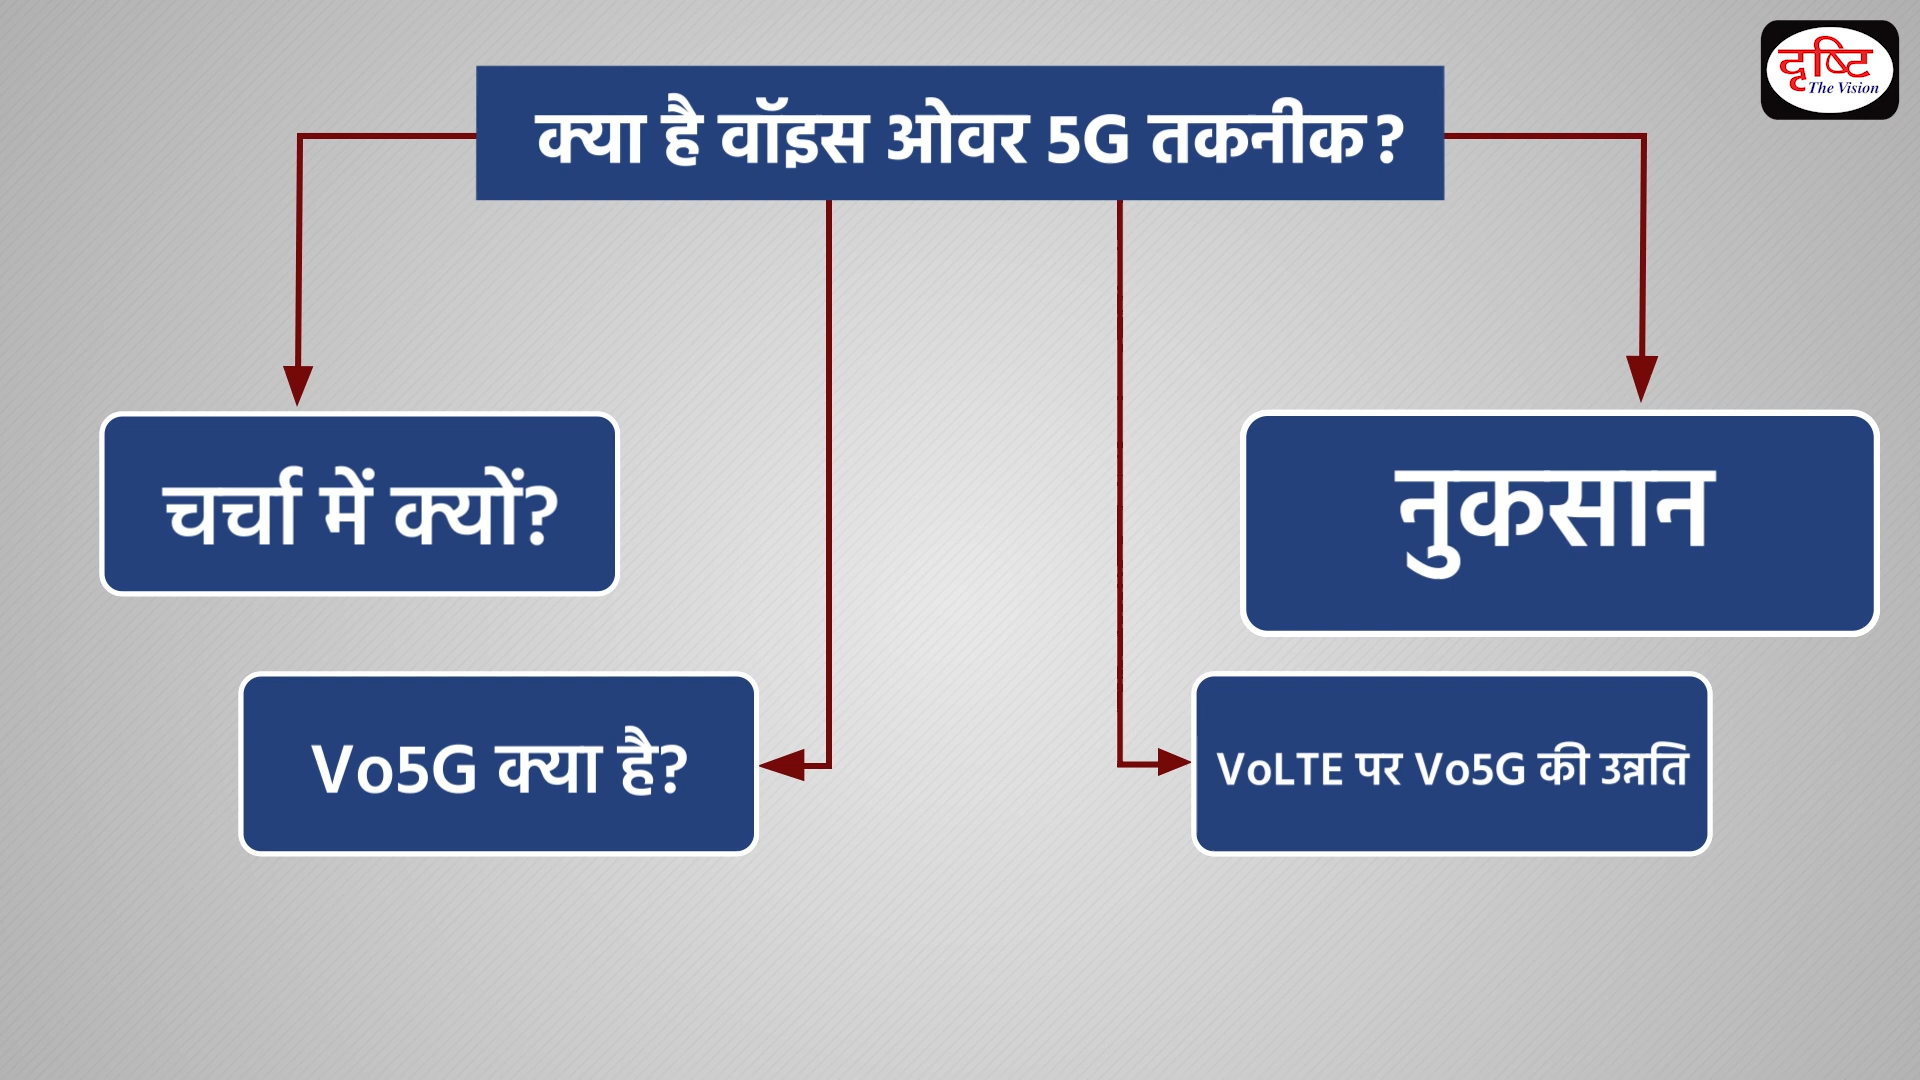 दृष्टि
The Vision
क्या है वॉइस ओवर 5G तकनीक?
चर्चा में क्यों?
नुकसान
Vo5G क्या है?
VoLTE पर Vo5G की उन्नति